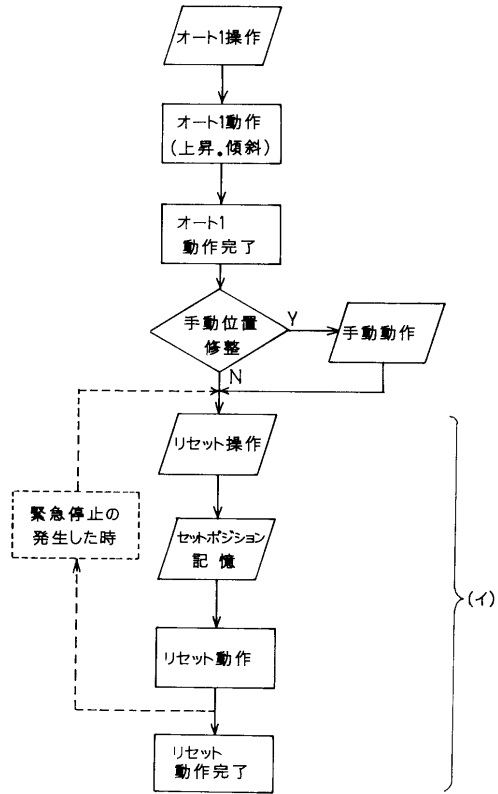 オート1操作
オート1動作
(上昇.傾斜)
オート1
動作完了
手動位置
修整
Y
手動動作
N
リセット操作
緊急停止の
発生した時
セットポジション
記憶
(イ)
リセット動作
リセット
動作完了